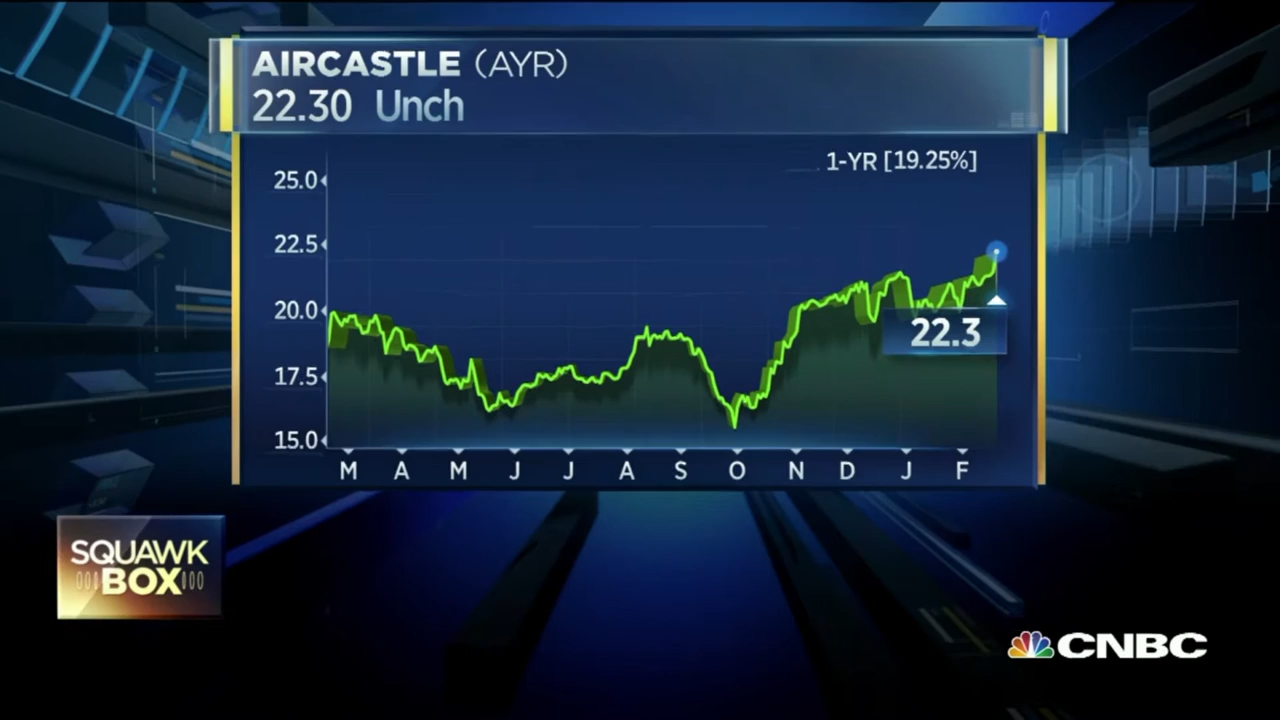 AIRCASTLE (AYR)
22.30 Unch
1-YR [19.25%]
25.0
22.5
20.0
17.5
15.0
22.3
M A M J J A S O N D J F
SQUAWK
BOX
CNBC